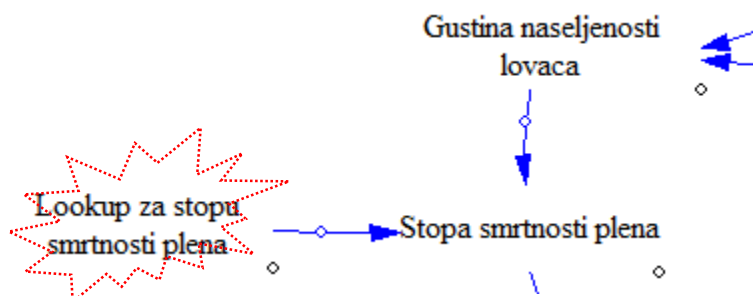 Gustina naseljenosti
lovaca
Lookup za stopu
smrtnosti plena
Stopa smrtnosti plena